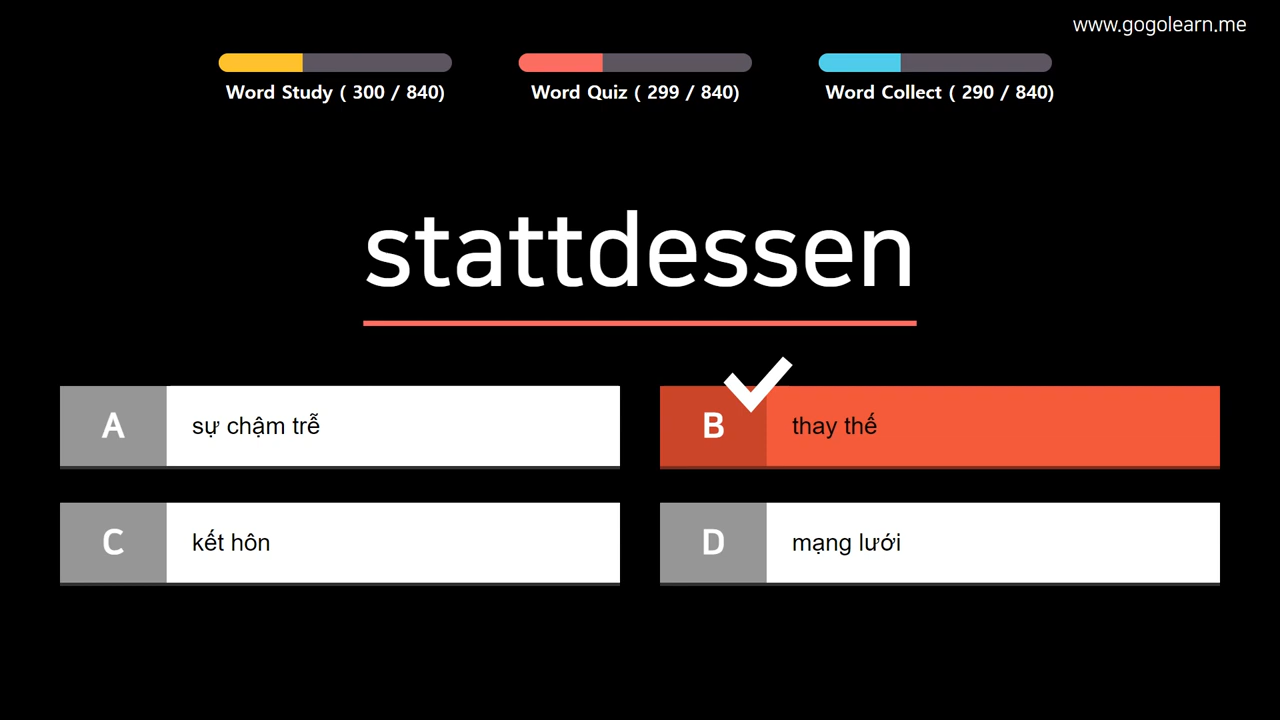 www.gogolearn.me
Word Study ( 300 / 840)
Word Quiz ( 299 / 840)
Word Collect ( 290 / 840)
stattdessen
A sự chậm trễ
B thay thế
C kết hôn
D mạng lưới